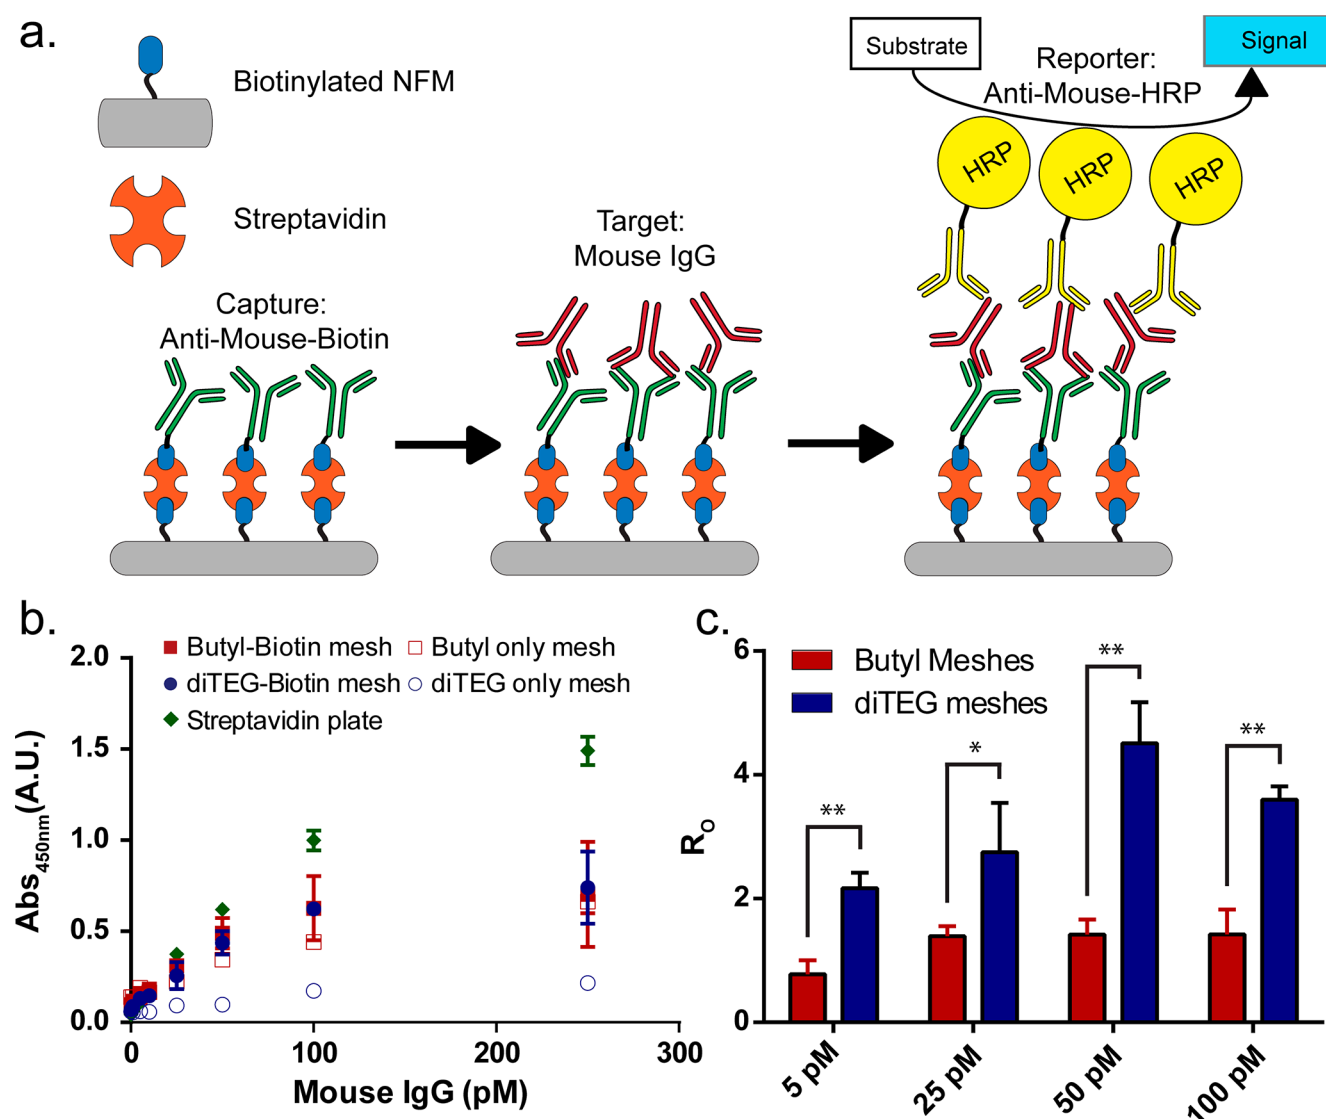 a.
Biotinylated NFM
Streptavidin
Capture:
Anti-Mouse-Biotin
Target:
Mouse IgG
Substrate
Reporter:
Anti-Mouse-HRP
Signal
HRP
HRP
HRP
b.
Butyl-Biotin mesh
Butyl only mesh
diTEG-Biotin mesh
diTEG only mesh
Streptavidin plate
Abs450nm(A.U.)
2.0
1.5
1.0
0.5
0.0
0
100
200
300
Mouse IgG (pM)
c.
Butyl Meshes
diTEG meshes
RO
6
4
2
0
**
*
**
**
5 pM
25 pM
50 pM
100 pM